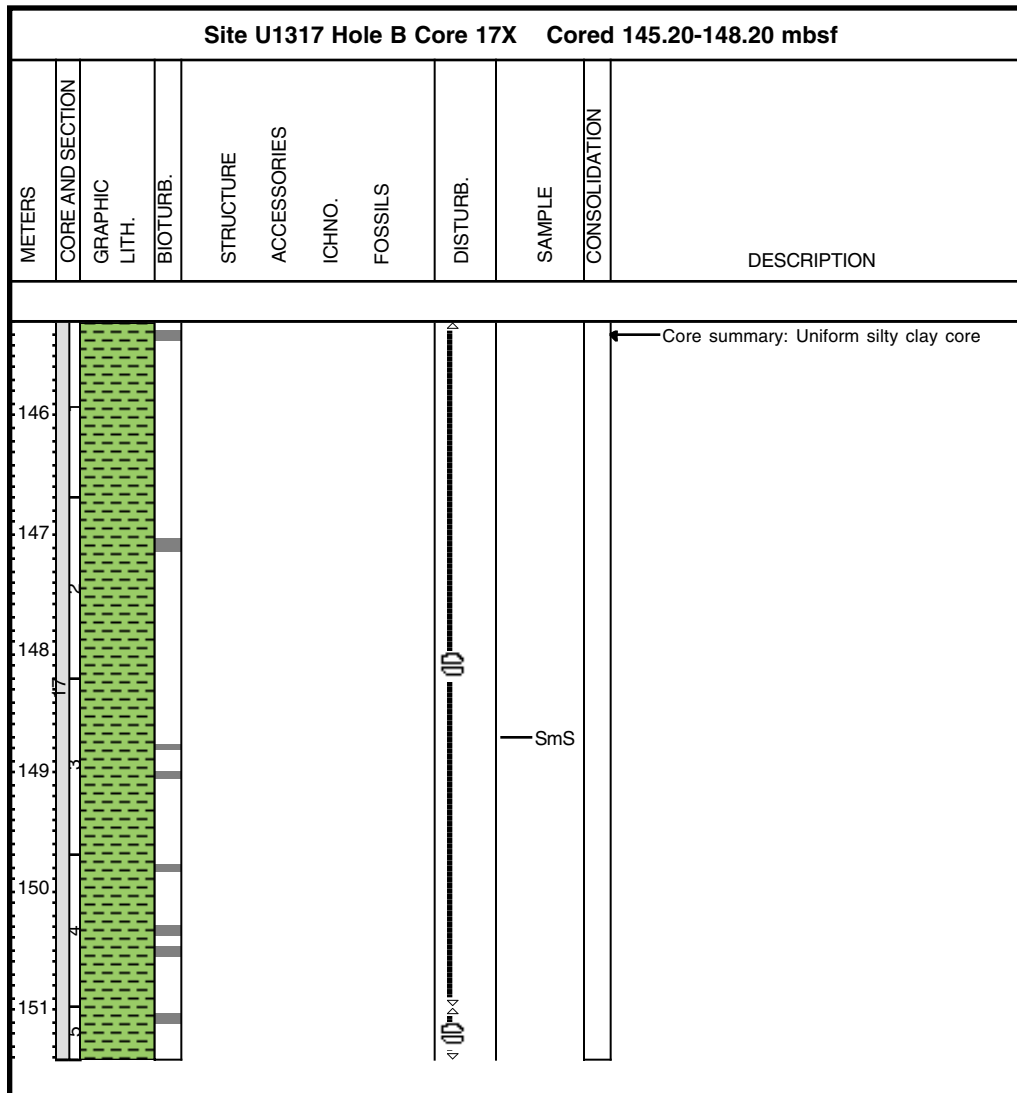 Site U1317 Hole B Core 17X Cored 145.20-148.20 mbsf
METERS
CORE AND SECTION
GRAPHIC
LITH.
BIOTURB.
STRUCTURE
ACCESSORIES
ICHNO.
FOSSILS
DISTURB.
SAMPLE
CONSOLIDATION
DESCRIPTION
Core summary: Uniform silty clay core
146
1
147
2
148
17
SmS
149
3
150
4
151
5